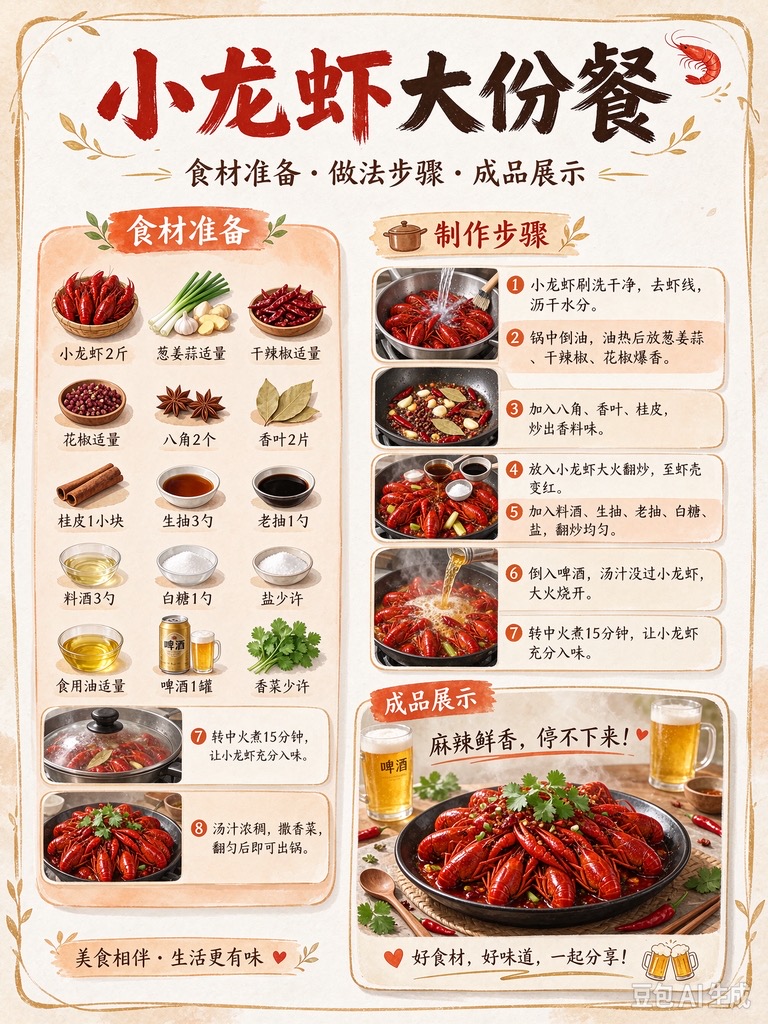 小龙虾大份餐
食材准备·做法步骤·成品展示
食材准备
小龙虾2斤
葱姜蒜适量
干辣椒适量
花椒适量
八角2个
香叶2片
桂皮1小块
生抽3勺
老抽1勺
料酒3勺
白糖1勺
盐少许
食用油适量
啤酒
啤酒1罐
香菜少许
7 转中火煮15分钟,
让小龙虾充分入味。
8 汤汁浓稠，撒香菜,
翻匀后即可出锅。
美食相伴·生活更有味
制作步骤
1 小龙虾刷洗干净，去虾线,
沥干水分。
2 锅中倒油，油热后放葱姜蒜
、干辣椒、花椒爆香。
3 加入八角、香叶、桂皮,
炒出香料味。
4 放入小龙虾大火翻炒，至虾壳
变红。
5 加入料酒、生抽、老抽、白糖、
盐，翻炒均匀。
6 倒入啤酒，汤汁没过小龙虾,
大火烧开。
7 转中火煮15分钟，让小龙虾
充分入味。
成品展示
麻辣鲜香，停不下来!
啤酒
好食材，好味道，一起分享!
豆包AI生成